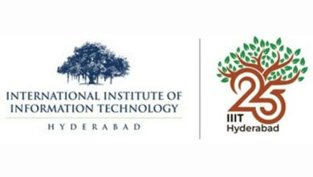 INTERNATIONAL INSTITUTE OF
INFORMATION TECHNOLOGY
HYDERABAD
25
IIIT
Hyderabad